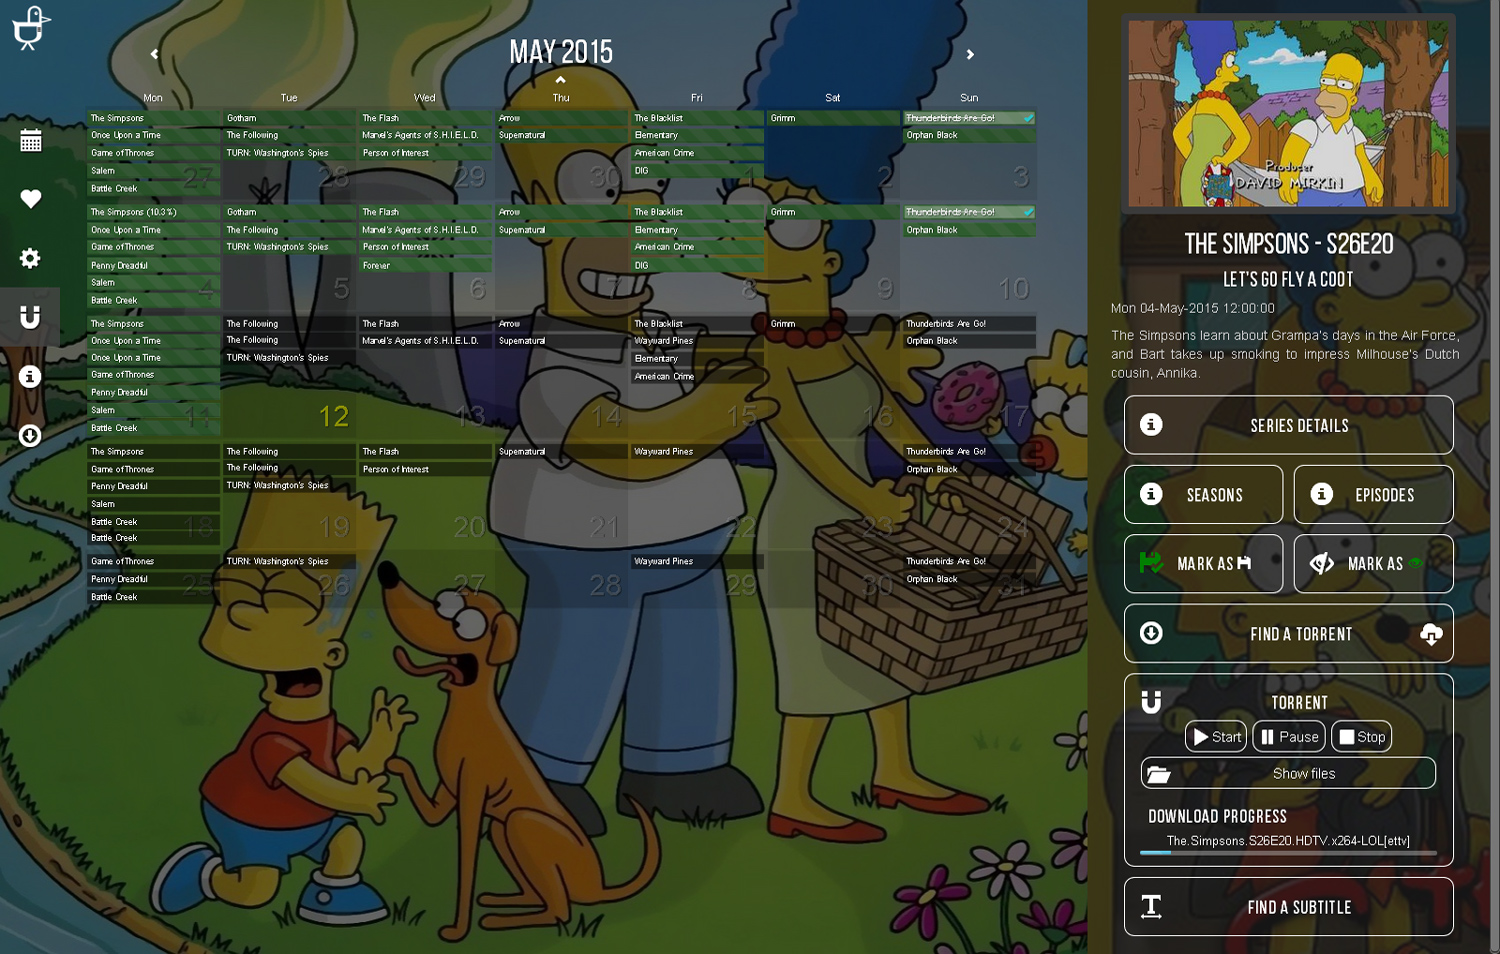 MAY 2015
Mon Tue Wed Thu Fri Sat Sun
The Simpsons
Once Upon a Time
Game of Thrones
Salem
Battle Creek
27
Gotham
The Following
TURN: Washington's Spies
28
The Flash
Marvel's Agents of S.H.I.E.L.D.
Person of Interest
29
Arrow
Supernatural
30
The Blacklist
Elementary
American Crime
DIG
1
Grimm
2
Thunderbirds Are Go!
Orphan Black
3
The Simpsons (10.3%)
Once Upon a Time
Game of Thrones
Penny Dreadful
Salem
Battle Creek
4
Gotham
The Following
TURN: Washington's Spies
5
The Flash
Marvel's Agents of S.H.I.E.L.D.
Person of Interest
Forever
6
Arrow
Supernatural
7
The Blacklist
Elementary
American Crime
DIG
8
Grimm
9
Thunderbirds Are Go!
Orphan Black
10
The Simpsons
Once Upon a Time
Game of Thrones
Penny Dreadful
Salem
Battle Creek
11
The Following
The Following
TURN: Washington's Spies
12
The Flash
Marvel's Agents of S.H.I.E.L.D.
13
Arrow
Supernatural
14
The Blacklist
Wayward Pines
Elementary
American Crime
15
Grimm
16
Thunderbirds Are Go!
Orphan Black
17
The Simpsons
Game of Thrones
Penny Dreadful
Salem
Battle Creek
Battle Creek
18
The Following
The Following
TURN: Washington's Spies
19
The Flash
Person of Interest
20
Supernatural
21
Wayward Pines
22
23
Thunderbirds Are Go!
Orphan Black
24
Game of Thrones
Penny Dreadful
Battle Creek
25
TURN: Washington's Spies
26
27
28
Wayward Pines
29
30
Thunderbirds Are Go!
Orphan Black
31
Producer
DAVID MIRKIN
THE SIMPSONS - S26E20
LET'S GO FLY A COOT
Mon 04-May-2015 12:00:00
The Simpsons learn about Grampa's days in the Air Force,
and Bart takes up smoking to impress Milhouse's Dutch
cousin, Annika.
SERIES DETAILS
SEASONS
EPISODES
MARK AS
MARK AS
FIND A TORRENT
TORRENT
Start
Pause
Stop
Show files
DOWNLOAD PROGRESS
The.Simpsons.S26E20.HDTV.x264-LOL[ettv]
FIND A SUBTITLE